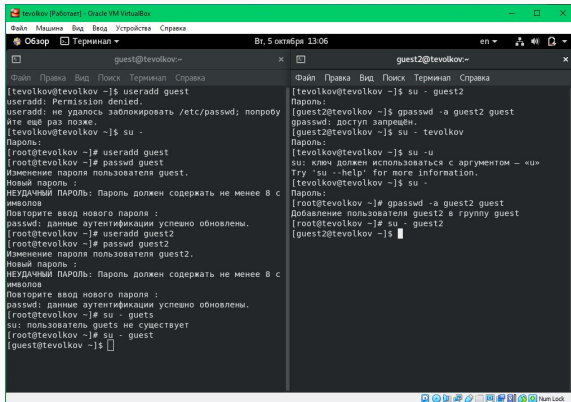 tevolkov [Работает] - Oracle VM VirtualBox
Файл Машина Вид Ввод Устройства Справка
Обзор Терминал Вт, 5 октября 13:06 en
guest@tevolkov:~ ×
Файл Правка Вид Поиск Терминал Справка
[tevolkov@tevolkov ~]$ useradd guest
useradd: Permission denied.
useradd: не удалось заблокировать /etc/passwd; попробу
йте ещё раз позже.
[tevolkov@tevolkov ~]$ su -
Пароль:
[root@tevolkov ~]# useradd guest
[root@tevolkov ~]# passwd guest
Изменение пароля пользователя guest.
Новый пароль :
НЕУДАЧНЫЙ ПАРОЛЬ: Пароль должен содержать не менее 8 с
имволов
Повторите ввод нового пароля :
passwd: данные аутентификации успешно обновлены.
[root@tevolkov ~]# useradd guest2
[root@tevolkov ~]# passwd guest2
Изменение пароля пользователя guest2.
Новый пароль :
НЕУДАЧНЫЙ ПАРОЛЬ: Пароль должен содержать не менее 8 с
имволов
Повторите ввод нового пароля :
passwd: данные аутентификации успешно обновлены.
[root@tevolkov ~]# su - guets
su: пользователь guets не существует
[root@tevolkov ~]# su - guest
[guest@tevolkov ~]$
guest2@tevolkov:~ ×
Файл Правка Вид Поиск Терминал Справка
[tevolkov@tevolkov ~]$ su - guest2
Пароль:
[guest2@tevolkov ~]$ gpasswd -a guest2 guest
gpasswd: доступ запрещён.
[guest2@tevolkov ~]$ su - tevolkov
Пароль:
[tevolkov@tevolkov ~]$ su -u
su: ключ должен использоваться с аргументом — «u»
Try 'su --help' for more information.
[tevolkov@tevolkov ~]$ su -
Пароль:
[root@tevolkov ~]# gpasswd -a guest2 guest
Добавление пользователя guest2 в группу guest
[root@tevolkov ~]# su - guest2
[guest2@tevolkov ~]$
Num Lock